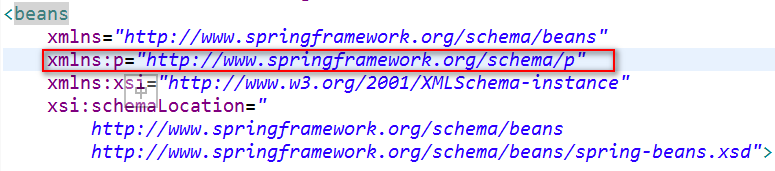 <beans
xmlns="http://www.springframework.org/schema/beans"
xmlns:p="http://www.springframework.org/schema/p"
xmlns:xsi="http://www.w3.org/2001/XMLSchema-instance"
xsi:schemaLocation="
http://www.springframework.org/schema/beans
http://www.springframework.org/schema/beans/spring-beans.xsd">